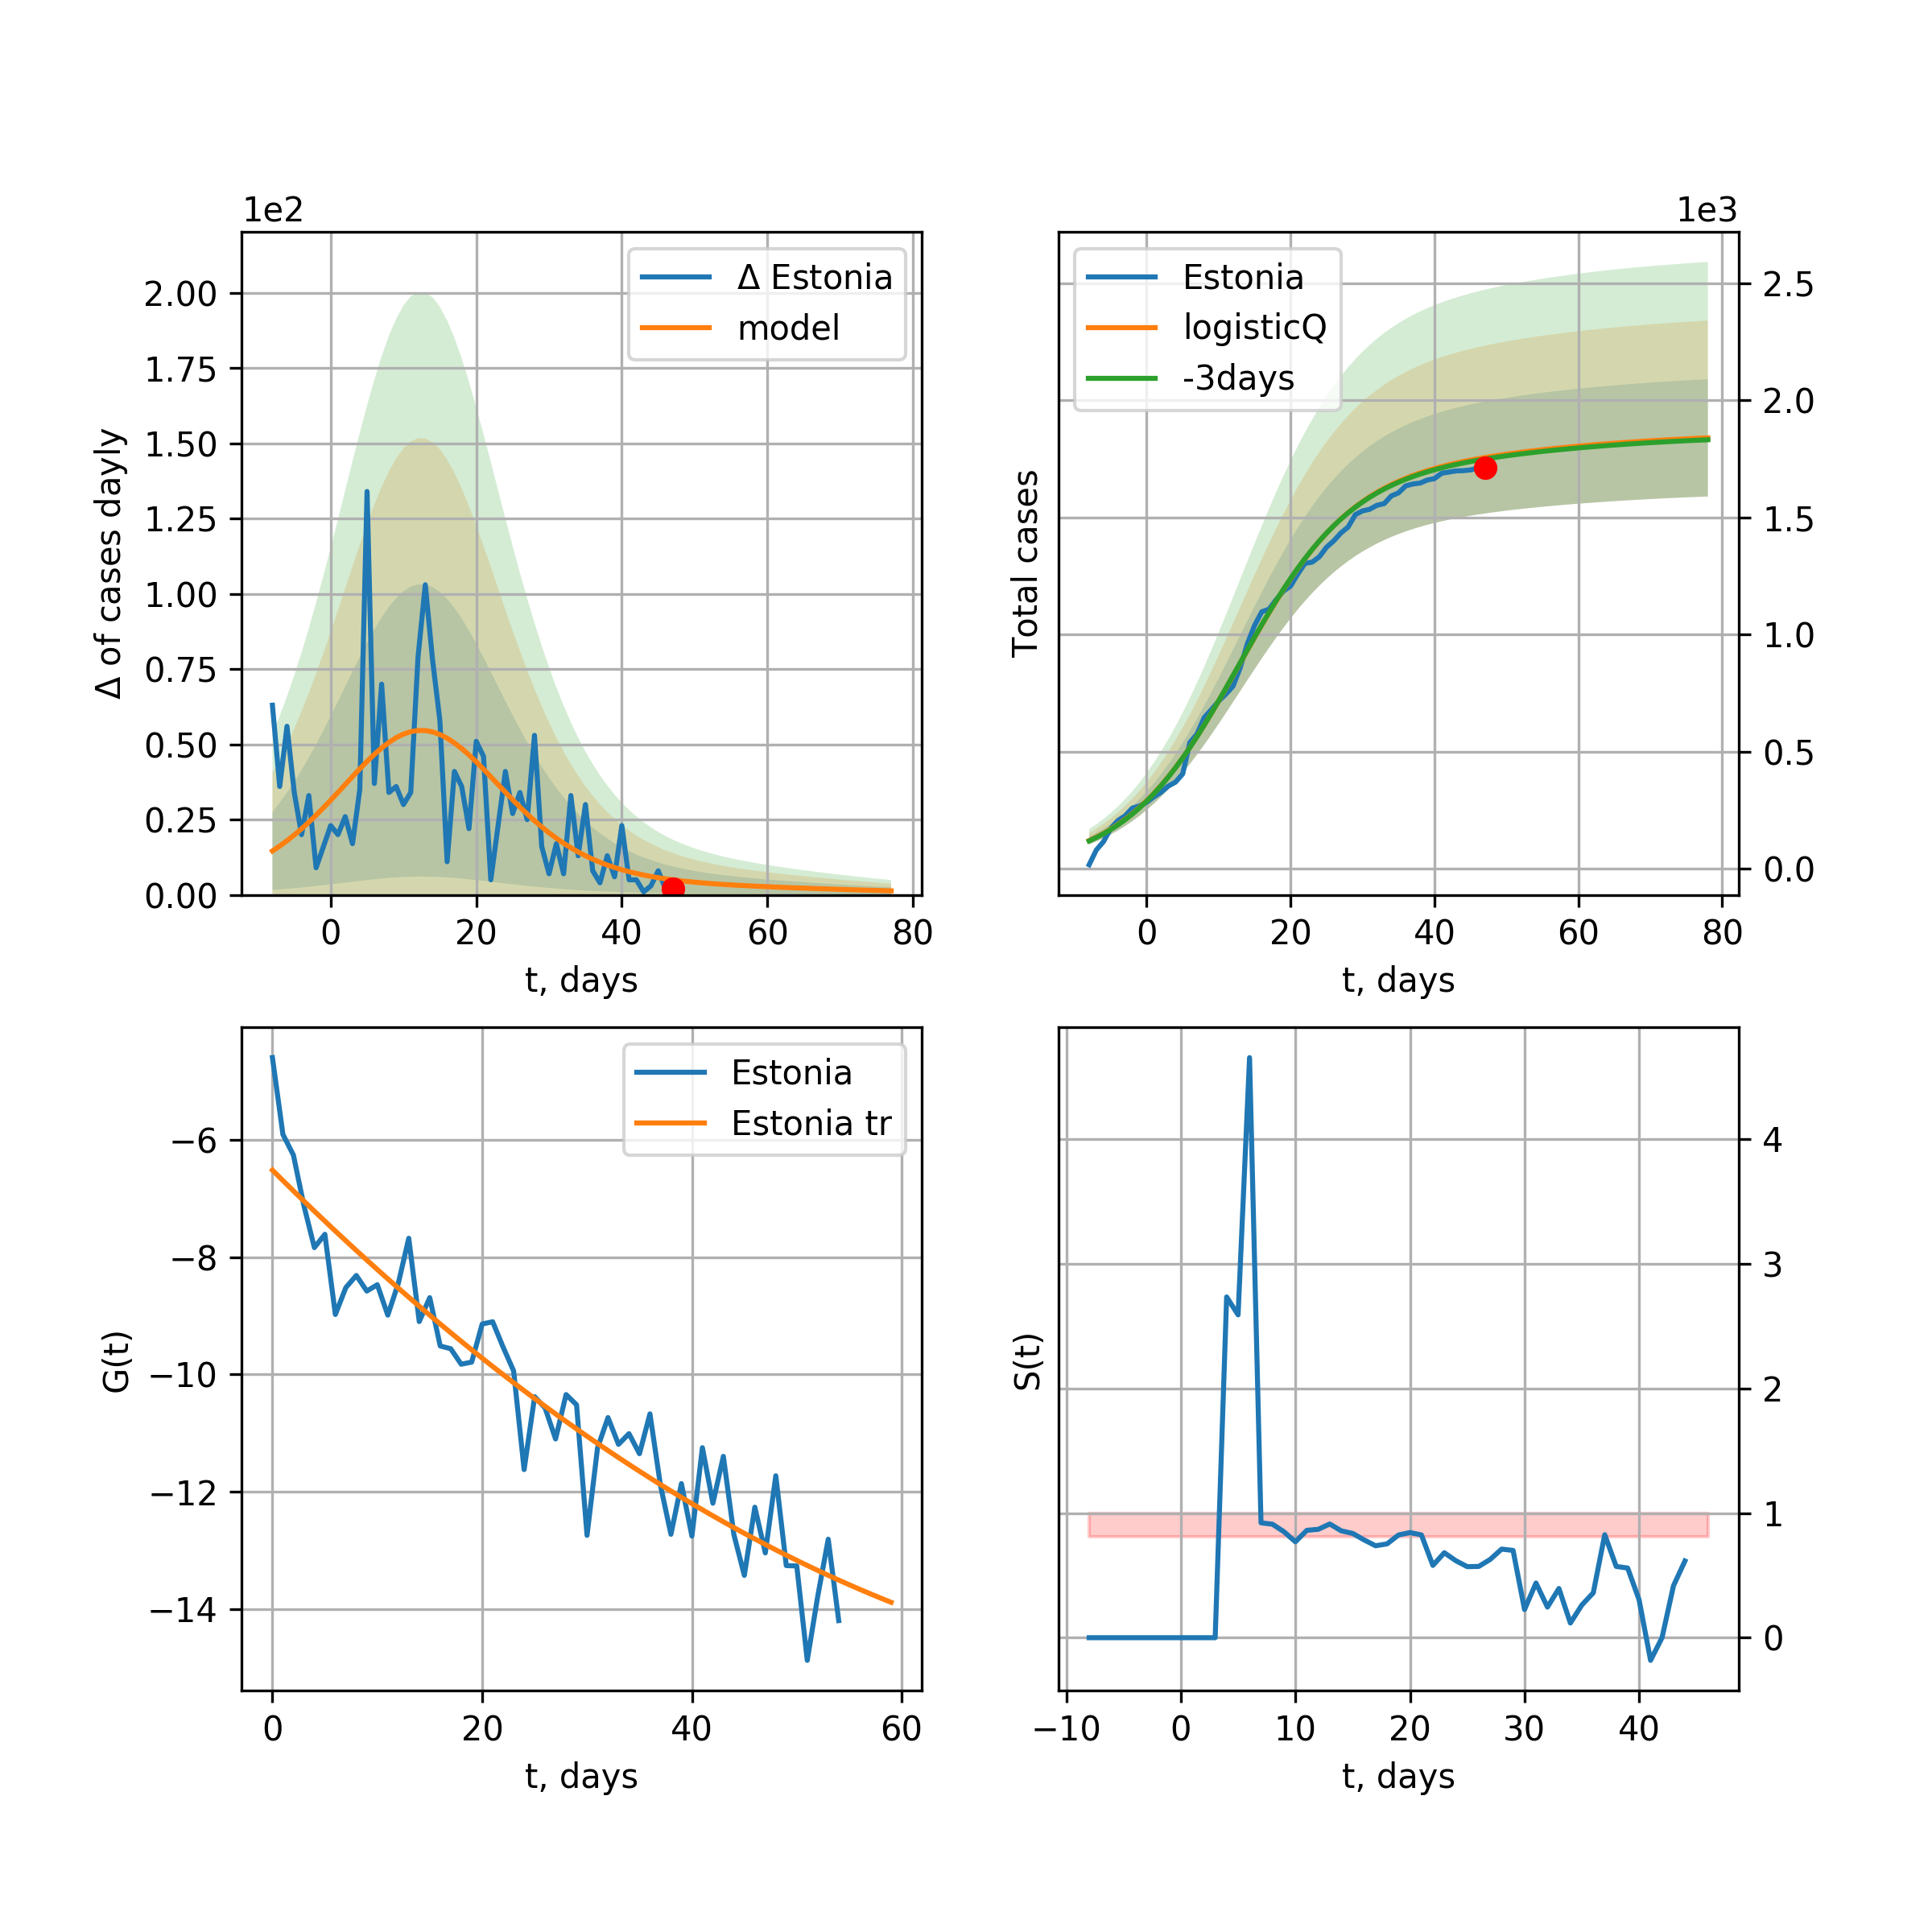 1e2
Δ Estonia
model
2.00
1.75
1.50
1.25
1.00
0.75
0.50
0.25
0.00
Δ of cases dayly
0 20 40 60 80
t, days
1e3
Estonia
logisticQ
-3days
Total cases
2.5
2.0
1.5
1.0
0.5
0.0
0 20 40 60 80
t, days
Estonia
Estonia tr
−6
−8
−10
−12
−14
G(t)
0 20 40 60
t, days
S(t)
4
3
2
1
0
−10 0 10 20 30 40
t, days